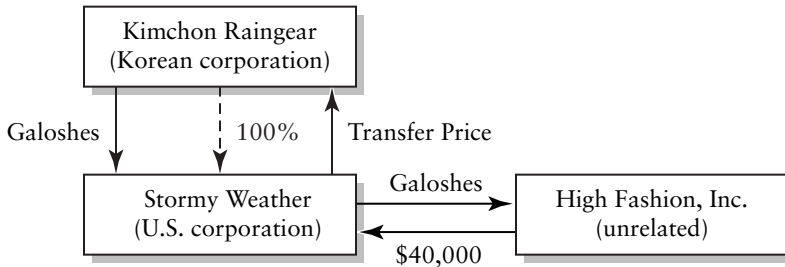 Kimchon Raingear
(Korean corporation)
Galoshes
100%
Transfer Price
Stormy Weather
(U.S. corporation)
Galoshes
$40,000
High Fashion, Inc.
(unrelated)